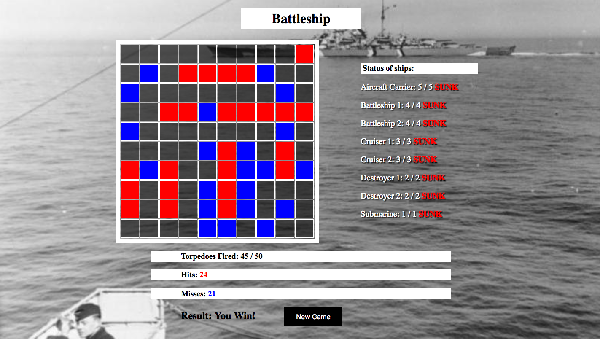 Battleship
Status of ships:
Aircraft Carrier: 5 / 5 SUNK
Battleship 1: 4 / 4 SUNK
Battleship 2: 4 / 4 SUNK
Cruiser 1: 3 / 3 SUNK
Cruiser 2: 3 / 3 SUNK
Destroyer 1: 2 / 2 SUNK
Destroyer 2: 2 / 2 SUNK
Submarine: 1 / 1 SUNK
Torpedoes Fired: 45 / 50
Hits: 24
Misses: 21
Result: You Win!
New Game